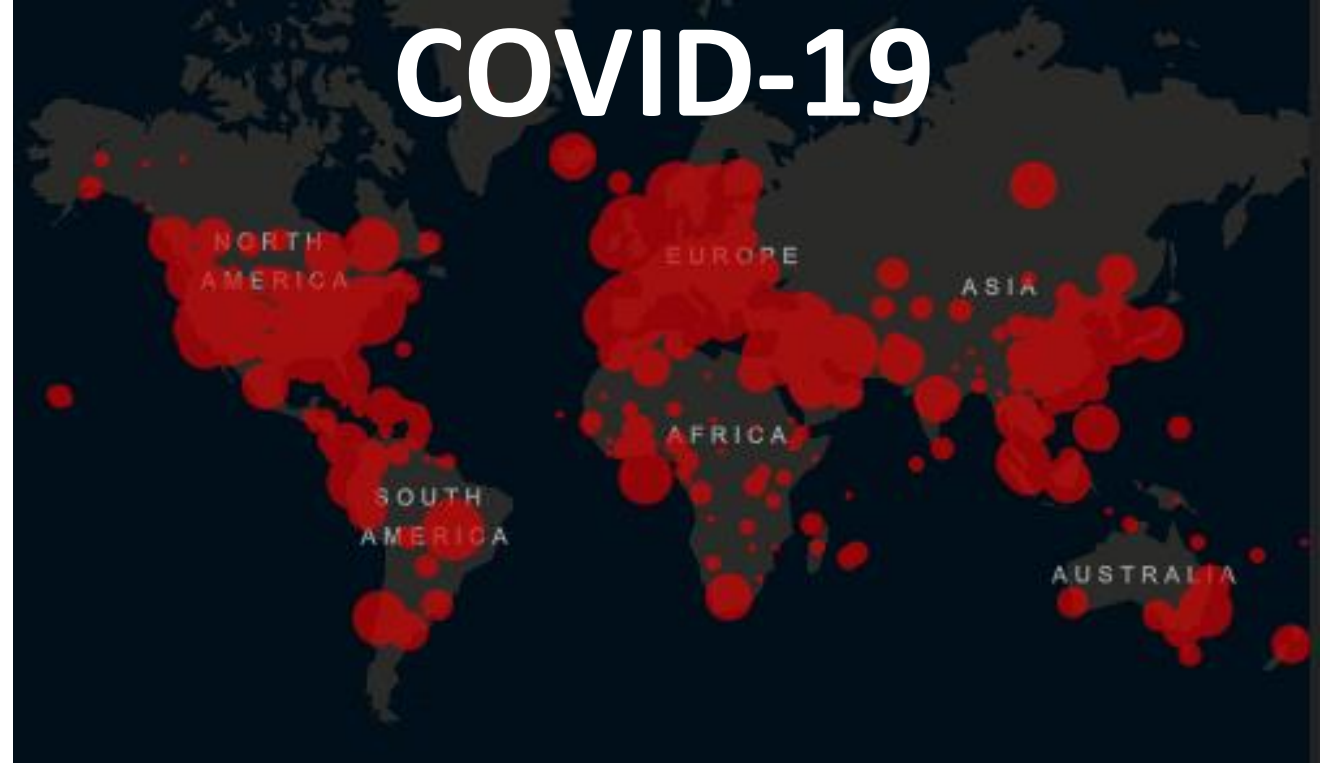 COVID-19
NORTH
AMERICA
EUROPE
ASIA
AFRICA
SOUTH
AMERICA
AUSTRALIA